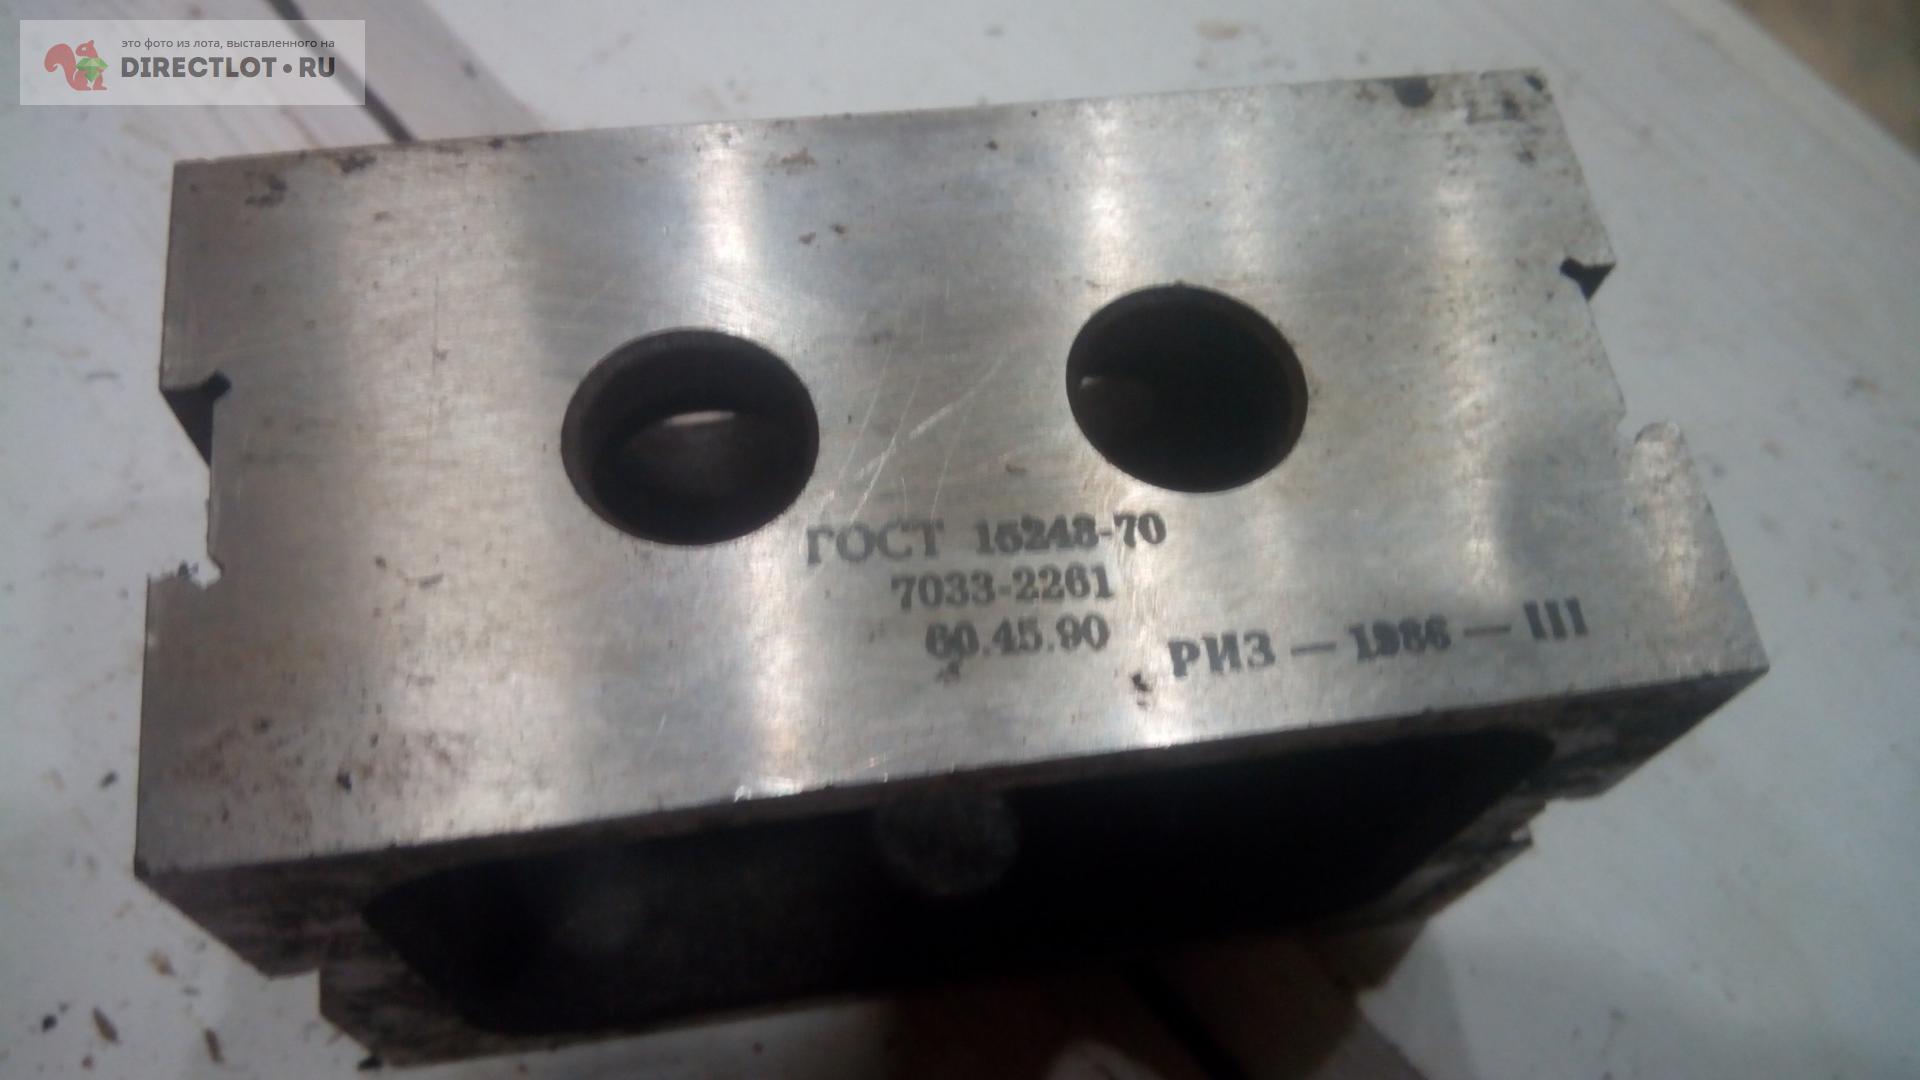 это фото из лота, выставленного на
DIRECTLOT•RU
ГОСТ 15248-70
7033-2261
60.45.90
РИЗ — 1986 — III